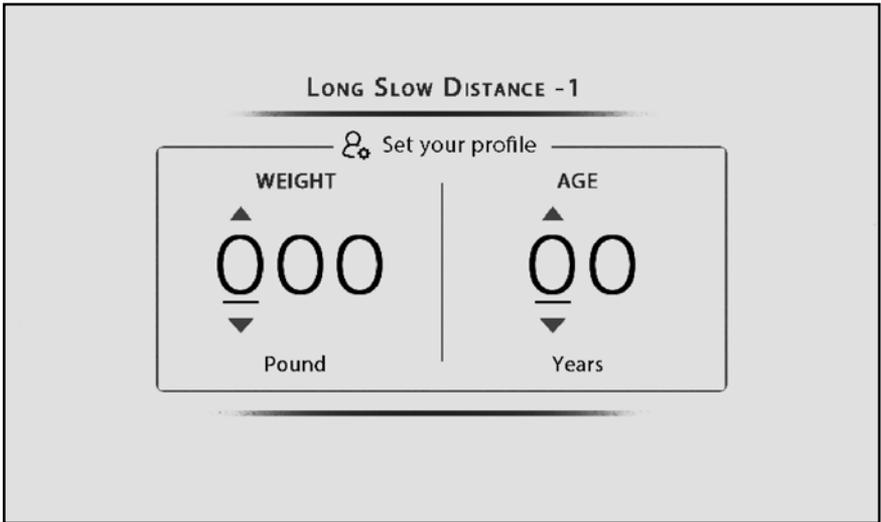 LONG SLOW DISTANCE -1
Set your profile
WEIGHT
000
Pound
AGE
00
Years